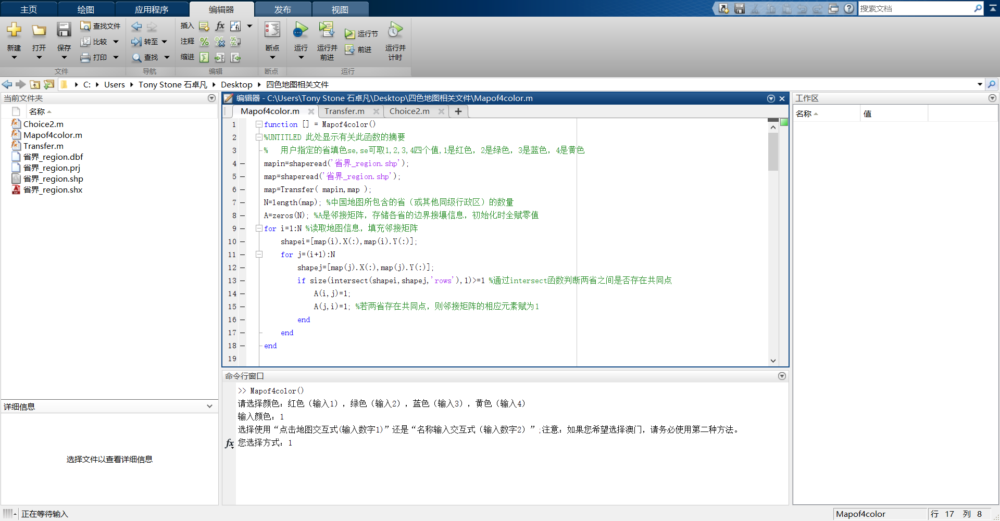 主页 绘图 应用程序 编辑器 发布 视图 搜索文档
新建 打开 保存 查找文件 比较 打印 转至 查找 插入 fx fi 注释 缩进 断点 运行 运行并前进 运行节 前进 运行并计时
文件 导航 编辑 断点 运行
C: Users Tony Stone 石卓凡 Desktop 四色地图相关文件
当前文件夹
名称
Choice2.m
Mapof4color.m
Transfer.m
省界_region.dbf
省界_region.prj
省界_region.shp
省界_region.shx
详细信息
选择文件以查看详细信息
编辑器 - C:\Users\Tony Stone 石卓凡\Desktop\四色地图相关文件\Mapof4color.m
Mapof4color.m Transfer.m Choice2.m
1 function [] = Mapof4color()
2 %UNTITLED 此处显示有关此函数的摘要
3 % 用户指定的省填色se,se可取1,2,3,4四个值,1是红色，2是绿色，3是蓝色，4是黄色
4 – mapin=shaperead('省界_region.shp');
5 – map=shaperead('省界_region.shp');
6 – map=Transfer( mapin,map );
7 – N=length(map); %中国地图所包含的省（或其他同级行政区）的数量
8 – A=zeros(N); %A是邻接矩阵，存储各省的边界接壤信息，初始化时全赋零值
9 – for i=1:N %读取地图信息，填充邻接矩阵
10 – shapei=[map(i).X(:),map(i).Y(:)];
11 – for j=(i+1):N
12 – shapej=[map(j).X(:),map(j).Y(:)];
13 – if size(intersect(shapei,shapej,'rows'),1)>=1 %通过intersect函数判断两省之间是否存在共同点
14 – A(i,j)=1;
15 – A(j,i)=1; %若两省存在共同点，则邻接矩阵的相应元素赋为1
16 – end
17 – end
18 – end
19
命令行窗口
>> Mapof4color()
请选择颜色：红色（输入1），绿色（输入2），蓝色（输入3），黄色（输入4）
输入颜色：1
选择使用“点击地图交互式(输入数字1)”还是“名称输入交互式（输入数字2）”;注意：如果您希望选择澳门，请务必使用第二种方法。
fx 您选择方式：1
工作区
名称 值
正在等待输入 Mapof4color 行 17 列 8